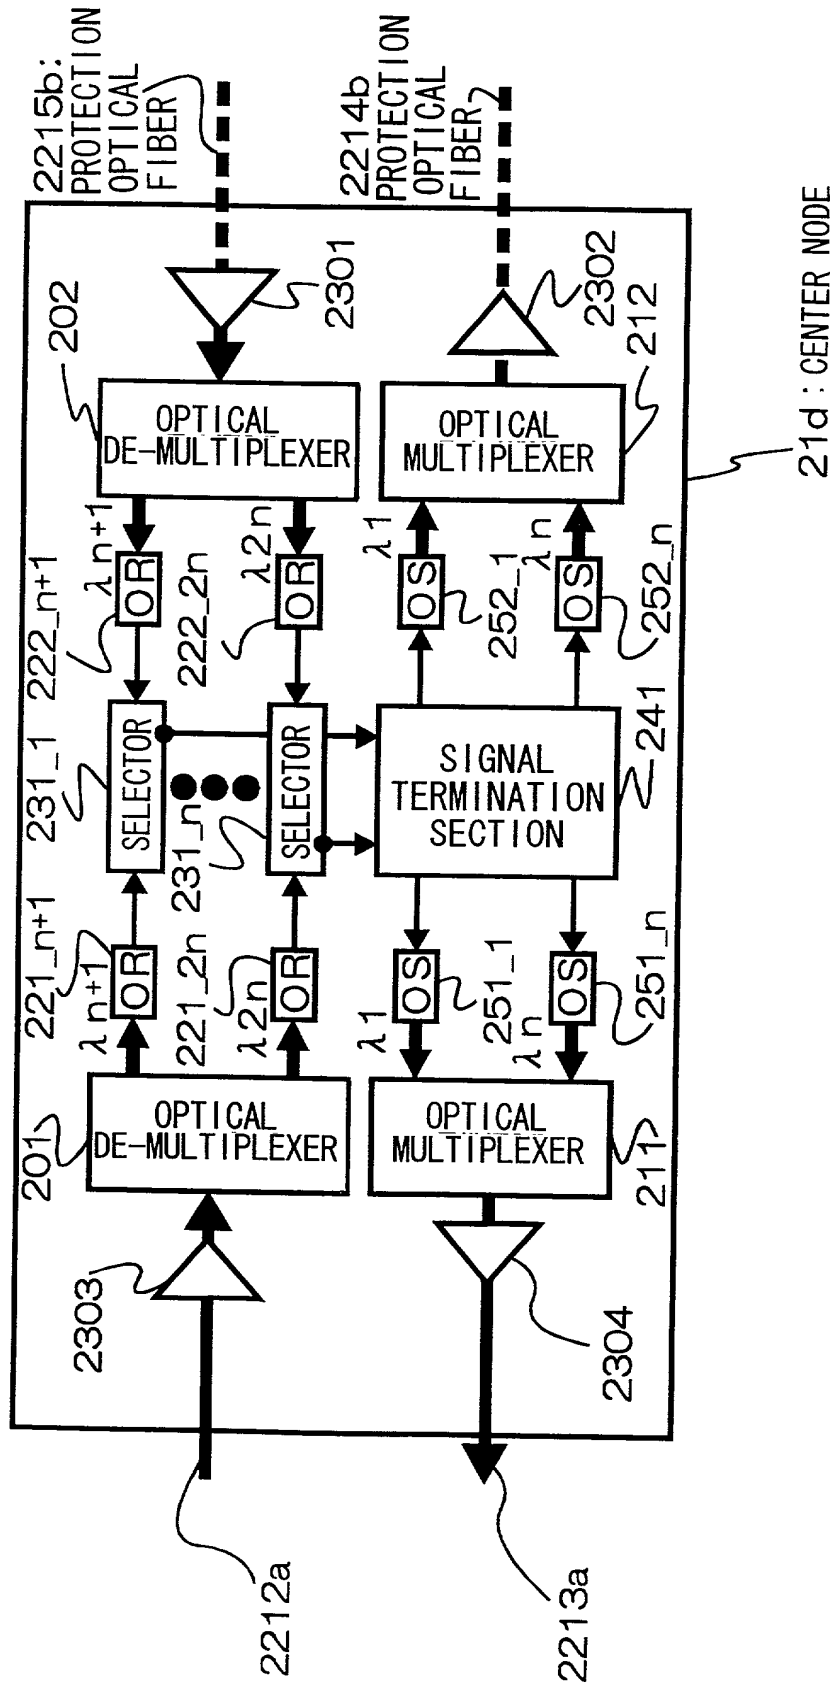 2215b:
PROTECTION
OPTICAL
FIBER
2214b
PROTECTION
OPTICAL
FIBER
2301
2302
202
212
OPTICAL
DE-MULTIPLEXER
OPTICAL
MULTIPLEXER
222_n+1
λn+1
OR
222_2n
λ2n
OR
λ1
OS
252_1
λn
OS
252_n
231_1
SELECTOR
231_n
SELECTOR
SIGNAL
TERMINATION
SECTION
241
221_n+1
λn+1
OR
221_2n
λ2n
OR
λ1
OS
251_1
λn
OS
251_n
201
OPTICAL
DE-MULTIPLEXER
OPTICAL
MULTIPLEXER
211
2303
2304
2212a
2213a
21d : CENTER NODE